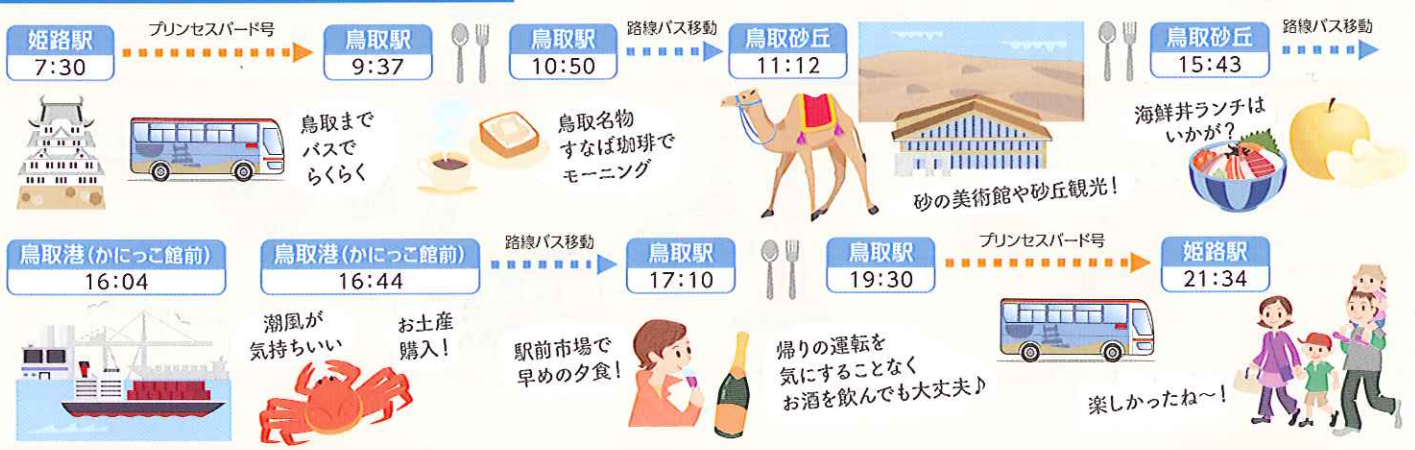 姫路駅
7:30
プリンセスバード号
鳥取駅
9:37
鳥取駅
10:50
路線バス移動
鳥取砂丘
11:12
鳥取砂丘
15:43
路線バス移動
鳥取まで
バスで
らくらく
鳥取名物
すなば珈琲で
モーニング
砂の美術館や砂丘観光!
海鮮丼ランチは
いかが?
鳥取港(かにっこ館前)
16:04
鳥取港(かにっこ館前)
16:44
路線バス移動
鳥取駅
17:10
鳥取駅
19:30
プリンセスバード号
姫路駅
21:34
潮風が
気持ちいい
お土産
購入!
駅前市場で
早めの夕食!
帰りの運転を
気にすることなく
お酒を飲んでも大丈夫♪
楽しかったね〜!